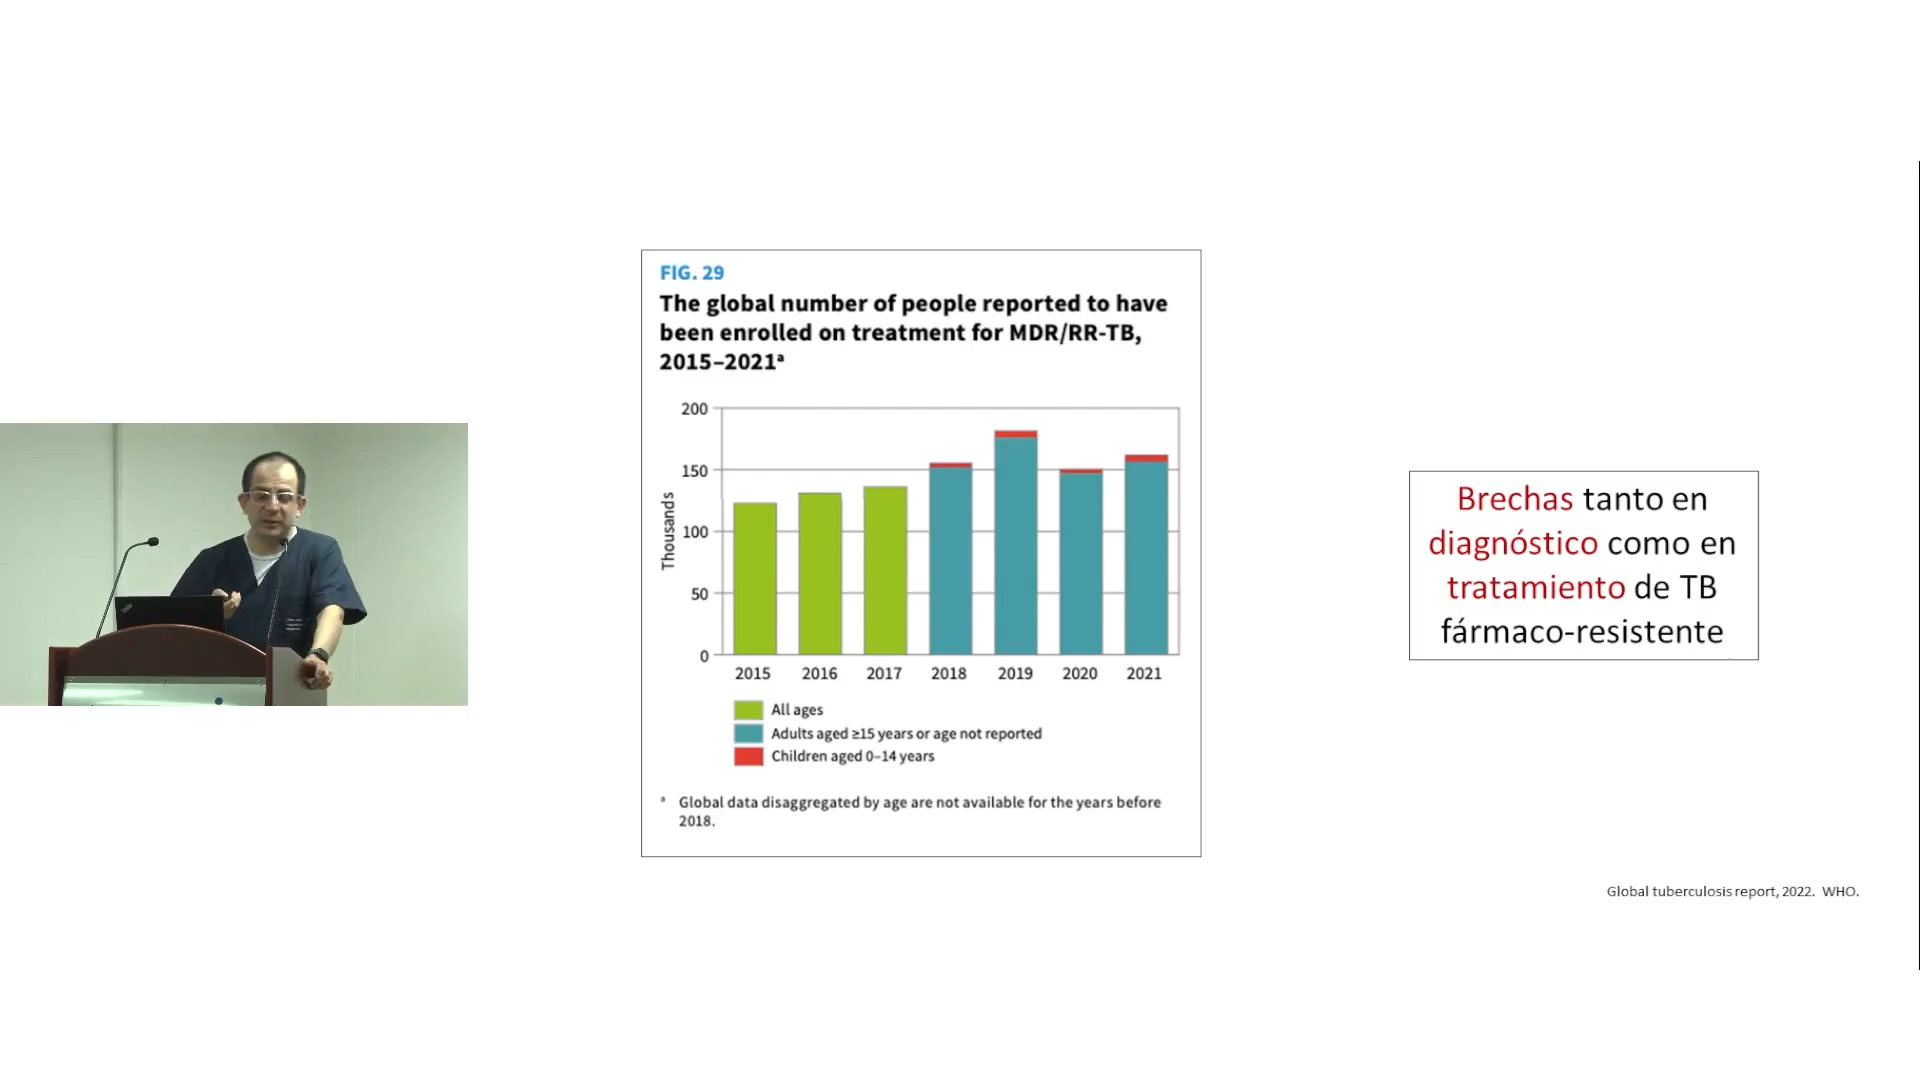 FIG. 29
The global number of people reported to have
been enrolled on treatment for MDR/RR-TB,
2015–2021ᵃ
Thousands
200
150
100
50
0
2015 2016 2017 2018 2019 2020 2021
All ages
Adults aged ≥15 years or age not reported
Children aged 0–14 years
ᵃ Global data disaggregated by age are not available for the years before
2018.
Brechas tanto en
diagnóstico como en
tratamiento de TB
fármaco-resistente
Global tuberculosis report, 2022. WHO.